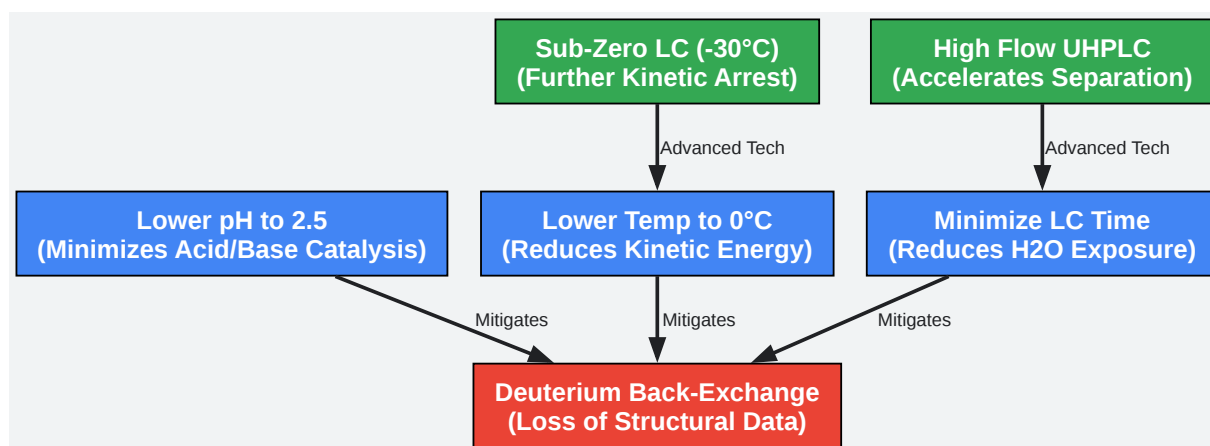 Sub-Zero LC (-30°C)
(Further Kinetic Arrest)
High Flow UHPLC
(Accelerates Separation)
Advanced Tech
Advanced Tech
Lower pH to 2.5
(Minimizes Acid/Base Catalysis)
Lower Temp to 0°C
(Reduces Kinetic Energy)
Minimize LC Time
(Reduces H2O Exposure)
Mitigates
Mitigates
Mitigates
Deuterium Back-Exchange
(Loss of Structural Data)